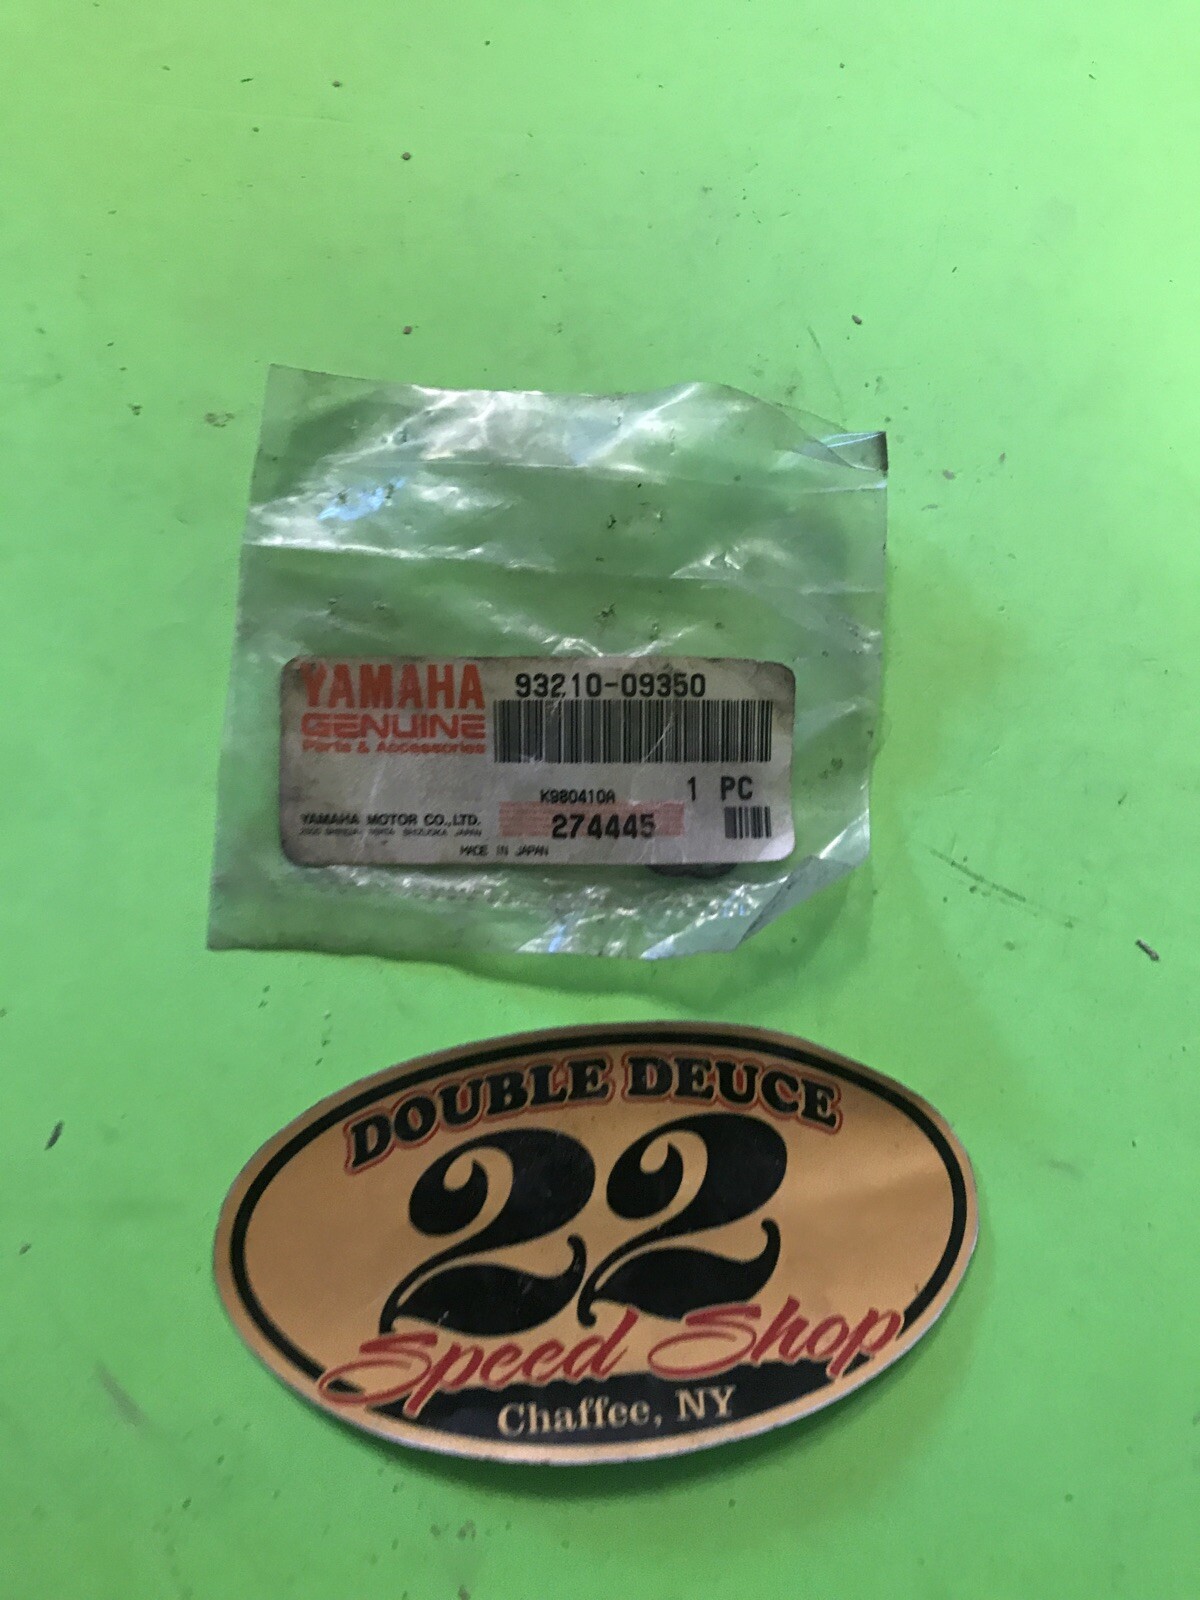 YAMAHA
GENUINE
Parts & Accessories
93210-09350
K980410A
1 PC
YAMAHA MOTOR CO.,LTD.
274445
MADE IN JAPAN
DOUBLE DEUCE
22
Speed Shop
Chaffee, NY